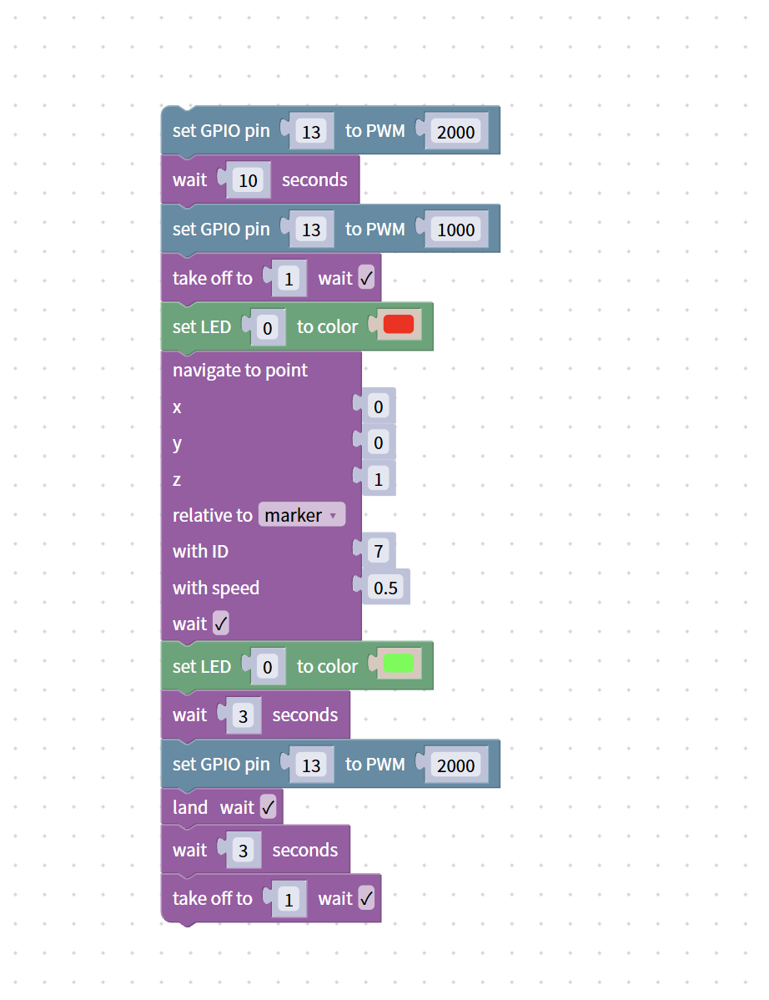 set GPIO pin 13 to PWM 2000
wait 10 seconds
set GPIO pin 13 to PWM 1000
take off to 1 wait ✓
set LED 0 to color
navigate to point
x 0
y 0
z 1
relative to marker ▾
with ID 7
with speed 0.5
wait ✓
set LED 0 to color
wait 3 seconds
set GPIO pin 13 to PWM 2000
land wait ✓
wait 3 seconds
take off to 1 wait ✓